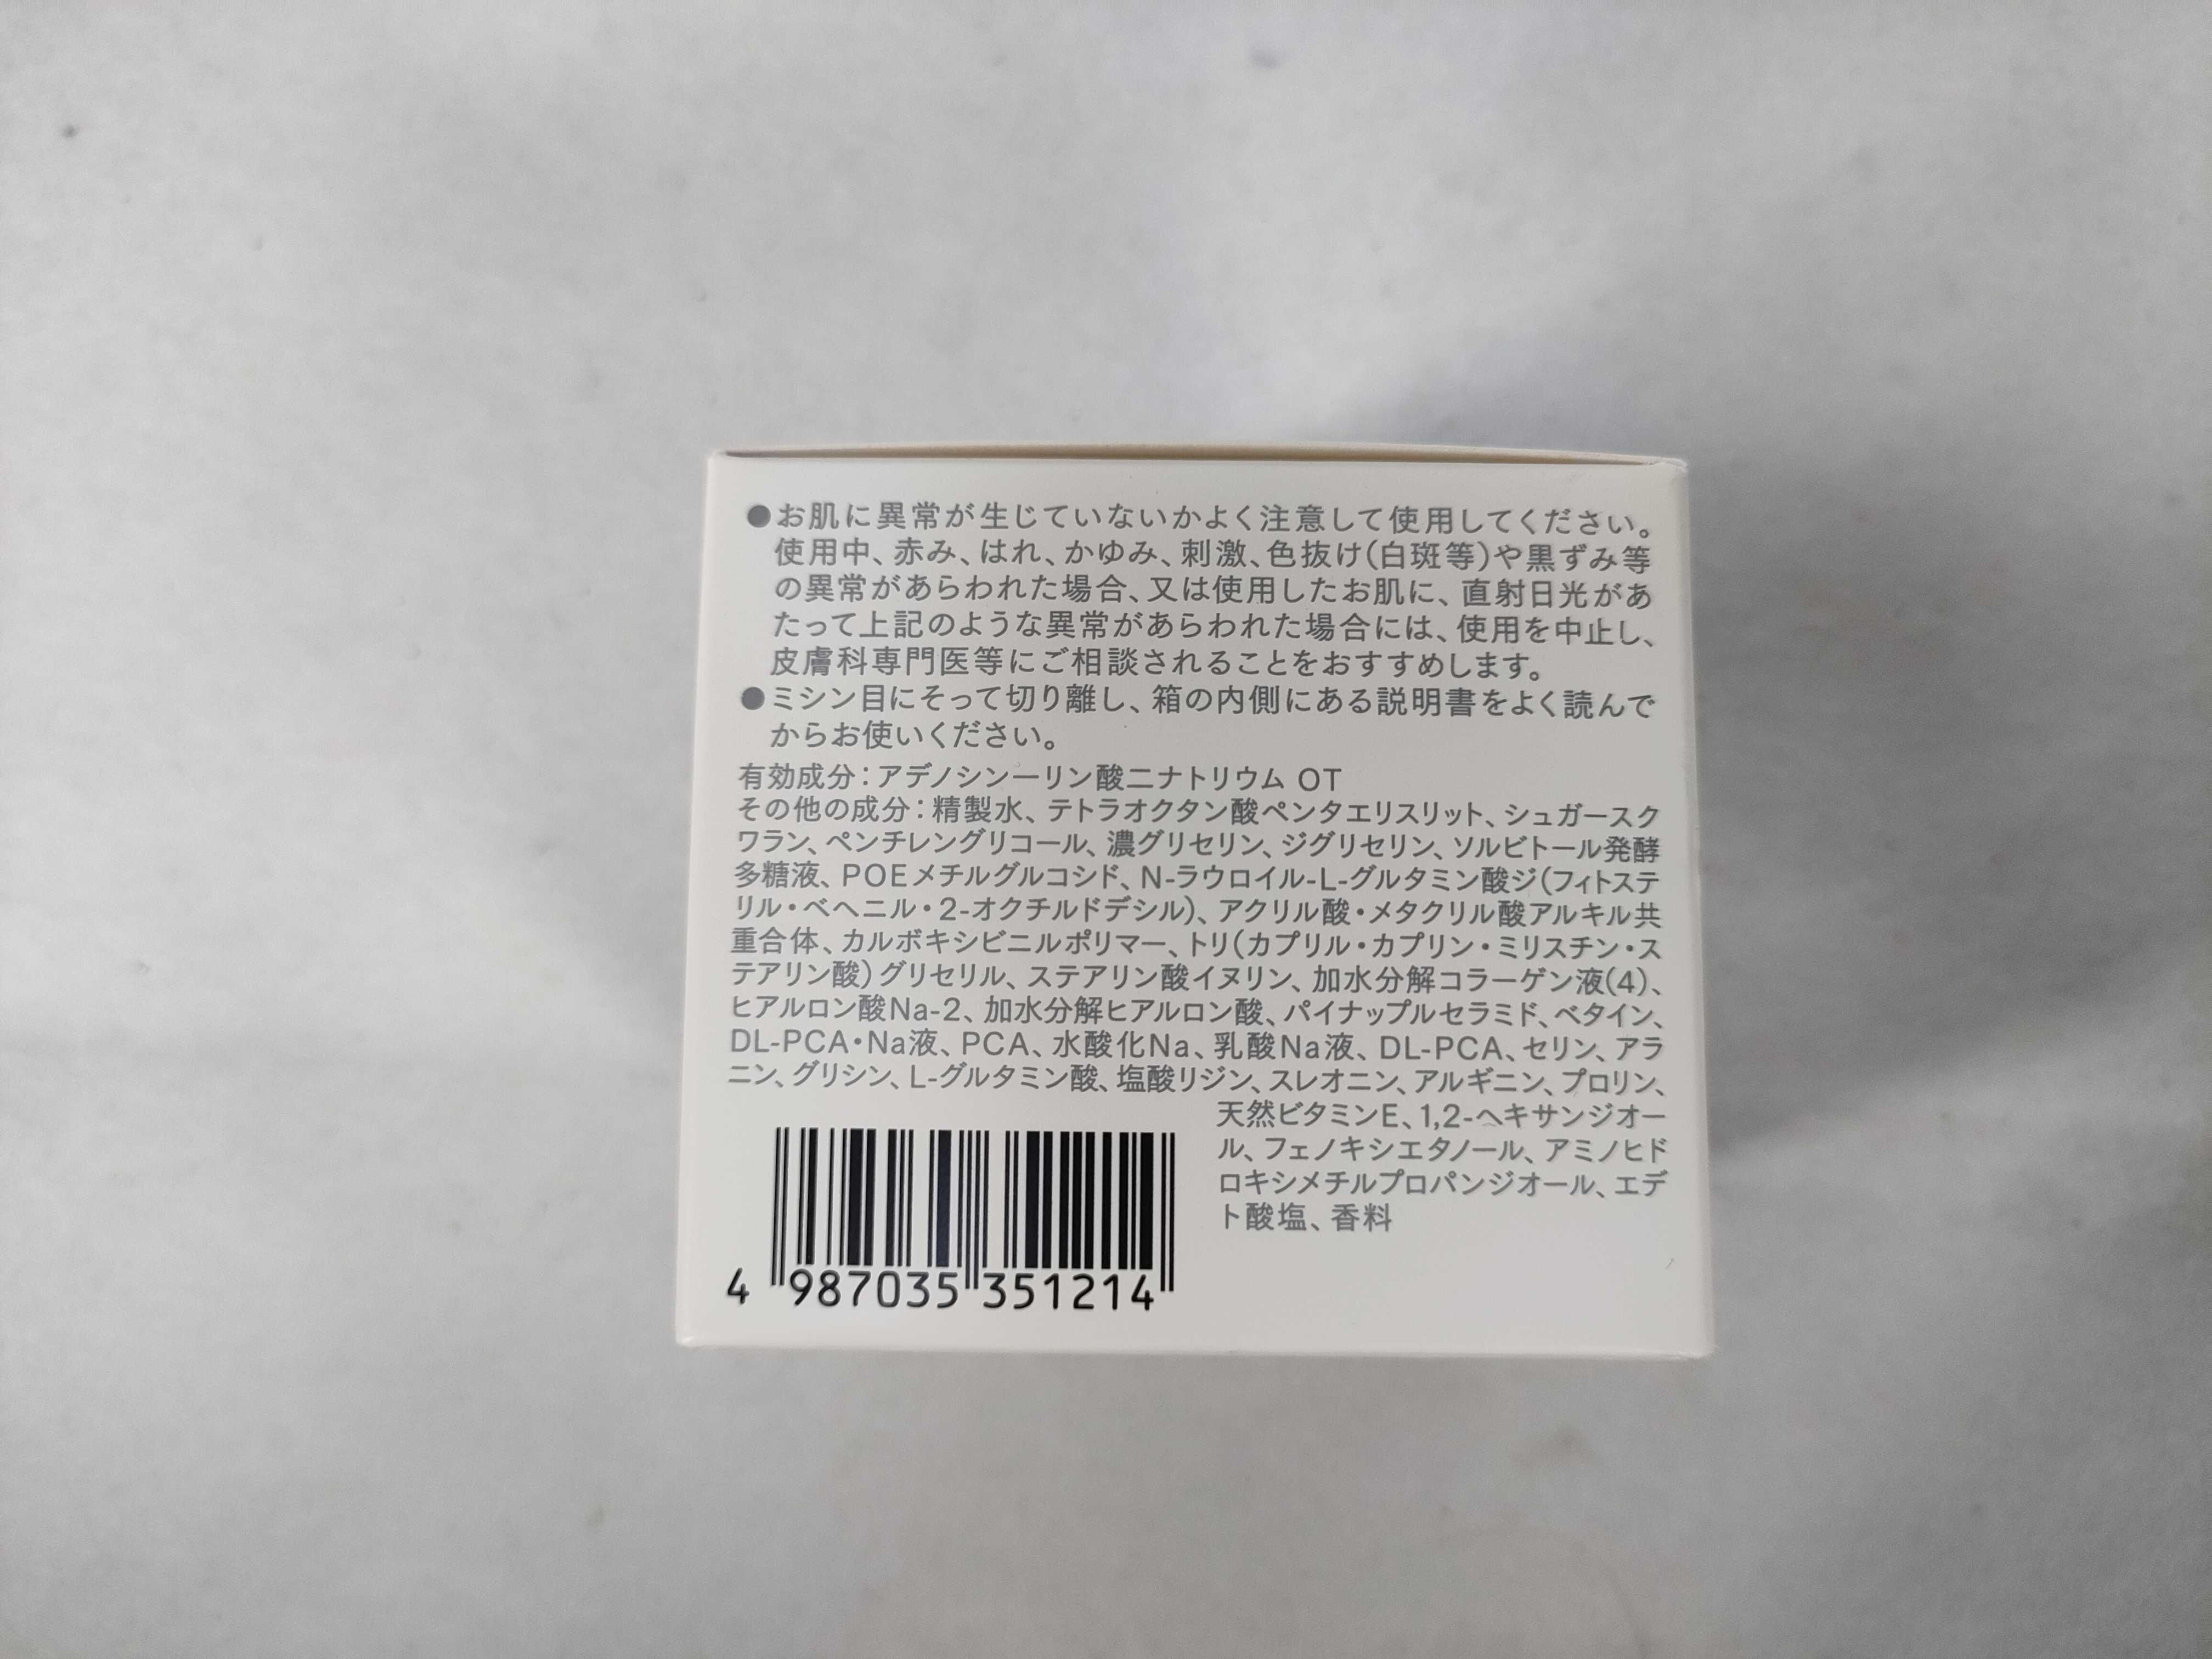 ●お肌に異常が生じていないかよく注意して使用してください。
使用中、赤み、はれ、かゆみ、刺激、色抜け(白斑等)や黒ずみ等
の異常があらわれた場合、又は使用したお肌に、直射日光があ
たって上記のような異常があらわれた場合には、使用を中止し、
皮膚科専門医等にご相談されることをおすすめします。
●ミシン目にそって切り離し、箱の内側にある説明書をよく読んで
からお使いください。
有効成分：アデノシン一リン酸二ナトリウム OT
その他の成分：精製水、テトラオクタン酸ペンタエリスリット、シュガースク
ワラン、ペンチレングリコール、濃グリセリン、ジグリセリン、ソルビトール発酵
多糖液、POEメチルグルコシド、N-ラウロイル-L-グルタミン酸ジ(フィトステ
リル・ベヘニル・2-オクチルドデシル)、アクリル酸・メタクリル酸アルキル共
重合体、カルボキシビニルポリマー、トリ(カプリル・カプリン・ミリスチン・ス
テアリン酸)グリセリル、ステアリン酸イヌリン、加水分解コラーゲン液(4)、
ヒアルロン酸Na-2、加水分解ヒアルロン酸、パイナップルセラミド、ベタイン、
DL-PCA・Na液、PCA、水酸化Na、乳酸Na液、DL-PCA、セリン、アラ
ニン、グリシン、L-グルタミン酸、塩酸リジン、スレオニン、アルギニン、プロリン、
天然ビタミンE、1,2-ヘキサンジオー
ル、フェノキシエタノール、アミノヒド
ロキシメチルプロパンジオール、エデ
ト酸塩、香料
4 987035 351214